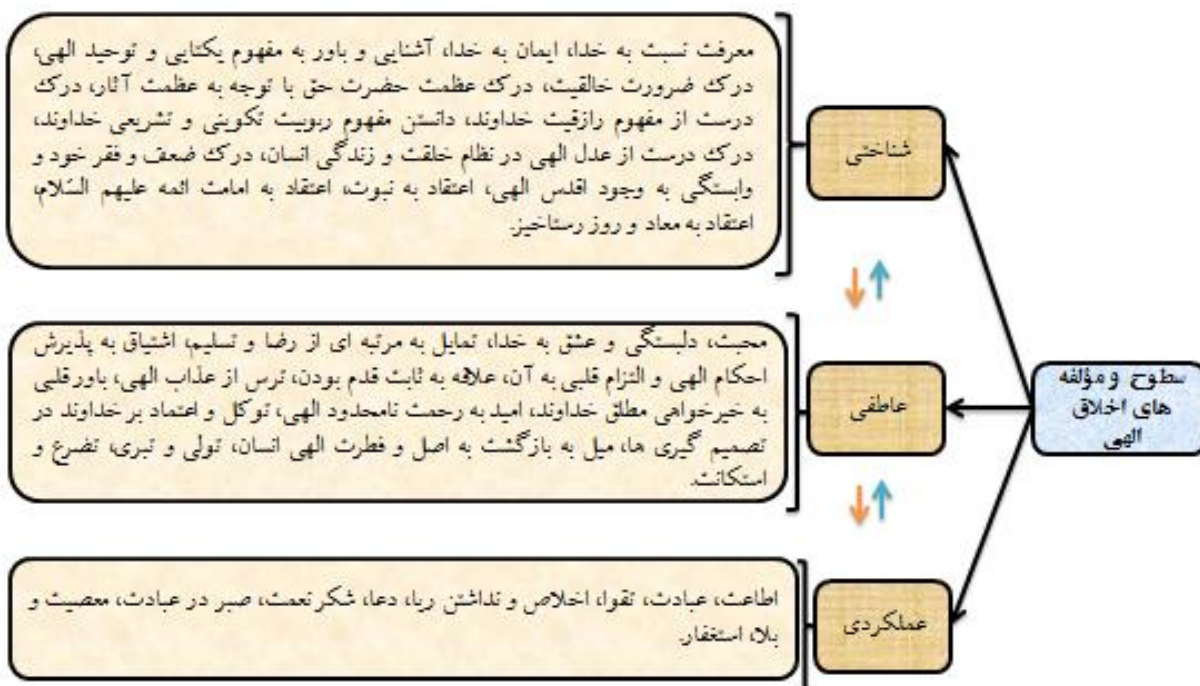 سطوح و مؤلفه
های اخلاق
الهی
شناختی
معرفت نسبت به خدا، ایمان به خدا، آشنایی و باور به مفهوم یکتایی و توحید الهی،
درک ضرورت خالقیت، درک عظمت حضرت حق با توجه به عظمت آثار، درک
درست از مفهوم رازقیت خداوند، دانستن مفهوم ربوبیت تکوینی و تشریعی خداوند،
درک درست از عدل الهی در نظام خلقت و زندگی انسان، درک ضعف و فقر خود و
وابستگی به وجود اقدس الهی، اعتقاد به نبوت، اعتقاد به امامت ائمه علیهم السّلام،
اعتقاد به معاد و روز رستاخیز.
عاطفی
محبت، دلبستگی و عشق به خدا، تمایل به مرتبه ای از رضا و تسلیم، اشتیاق به پذیرش
احکام الهی و التزام قلبی به آن، علاقه به ثابت قدم بودن، ترس از عذاب الهی، باور قلبی
به خیرخواهی مطلق خداوند، امید به رحمت نامحدود الهی، توکل و اعتماد بر خداوند در
تصمیم گیری ها، میل به بازگشت به اصل و فطرت الهی انسان، تولی و تبری، تضرع و
استکانت.
عملکردی
اطاعت، عبادت، تقوا، اخلاص و نداشتن ریا، دعا، شکر نعمت، صبر در عبادت، معصیت و
بلا، استغفار.